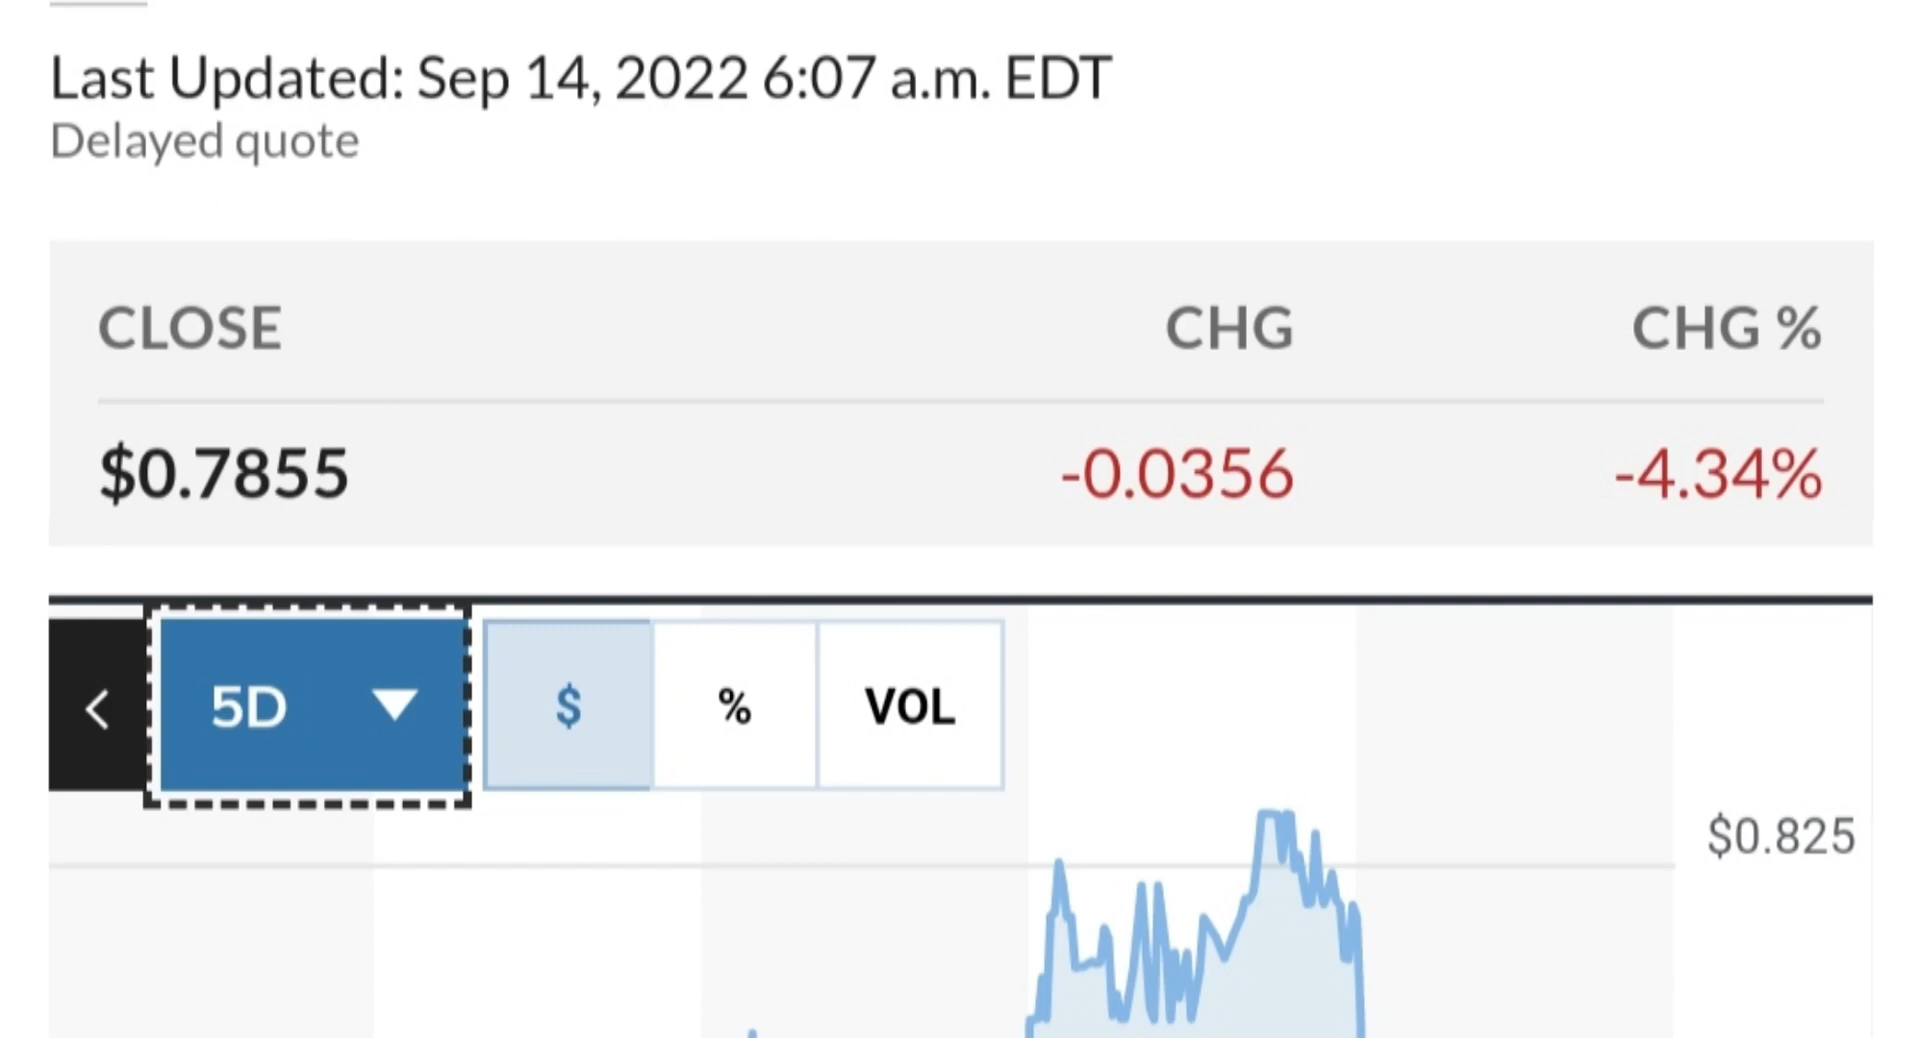 Last Updated: Sep 14, 2022 6:07 a.m. EDT
Delayed quote
CLOSE CHG CHG %
$0.7855 -0.0356 -4.34%
5D $ % VOL
$0.825